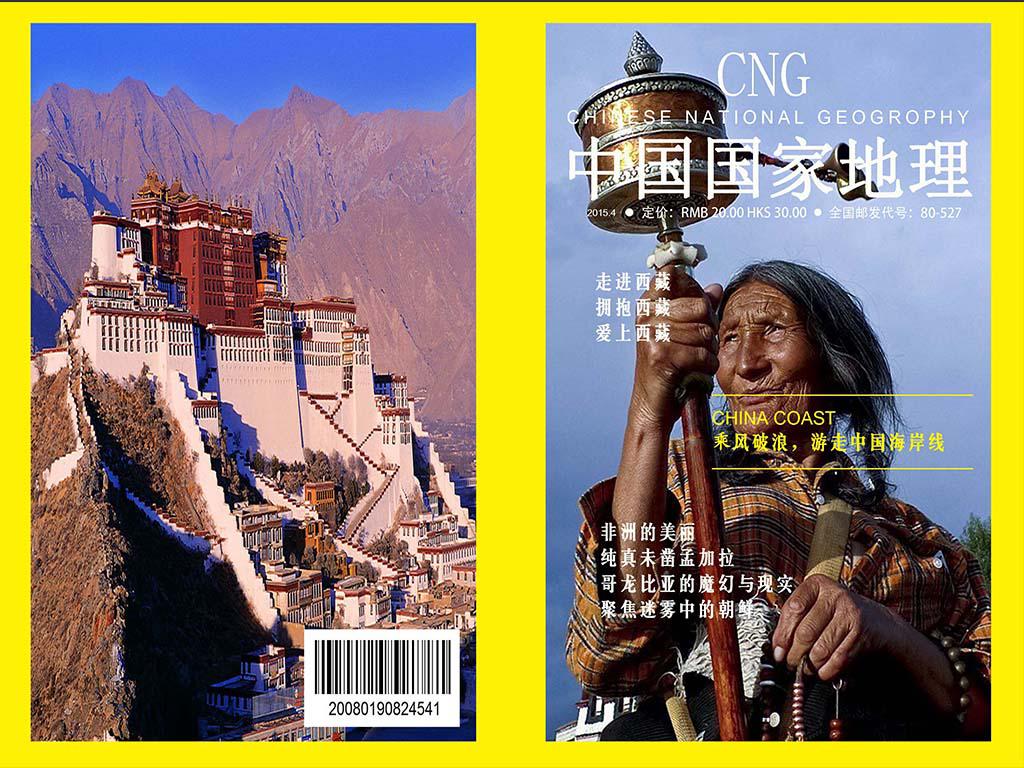 20080190824541
CNG
CHINESE NATIONAL GEOGROPHY
中国国家地理
2015.4 ● 定价：RMB 20.00 HKS 30.00 ● 全国邮发代号：80-527
走进西藏
拥抱西藏
爱上西藏
CHINA COAST
乘风破浪，游走中国海岸线
非洲的美丽
纯真未凿孟加拉
哥龙比亚的魔幻与现实
聚焦迷雾中的朝鲜